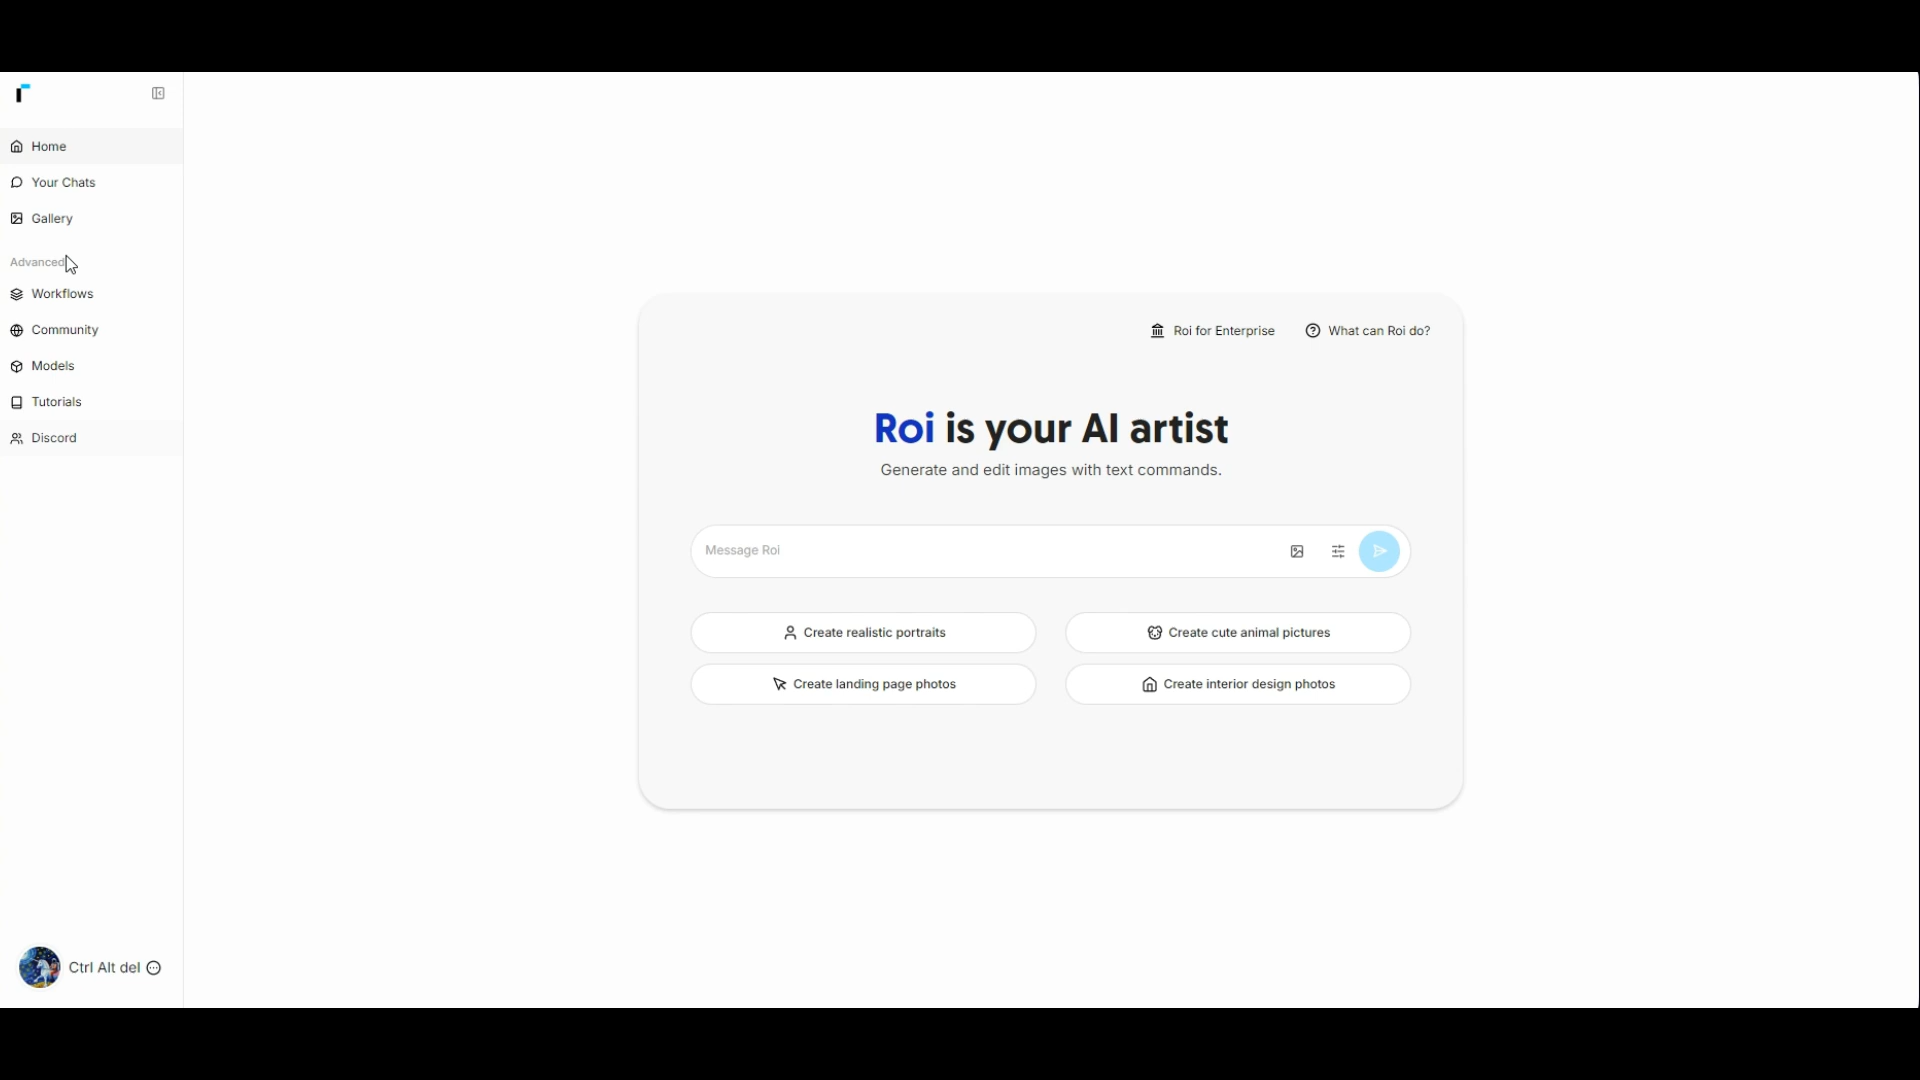 Home
Your Chats
Gallery
Advanced
Workflows
Community
Models
Tutorials
Discord
Ctrl Alt del
Roi for Enterprise
What can Roi do?
Roi is your AI artist
Generate and edit images with text commands.
Message Roi
Create realistic portraits
Create cute animal pictures
Create landing page photos
Create interior design photos